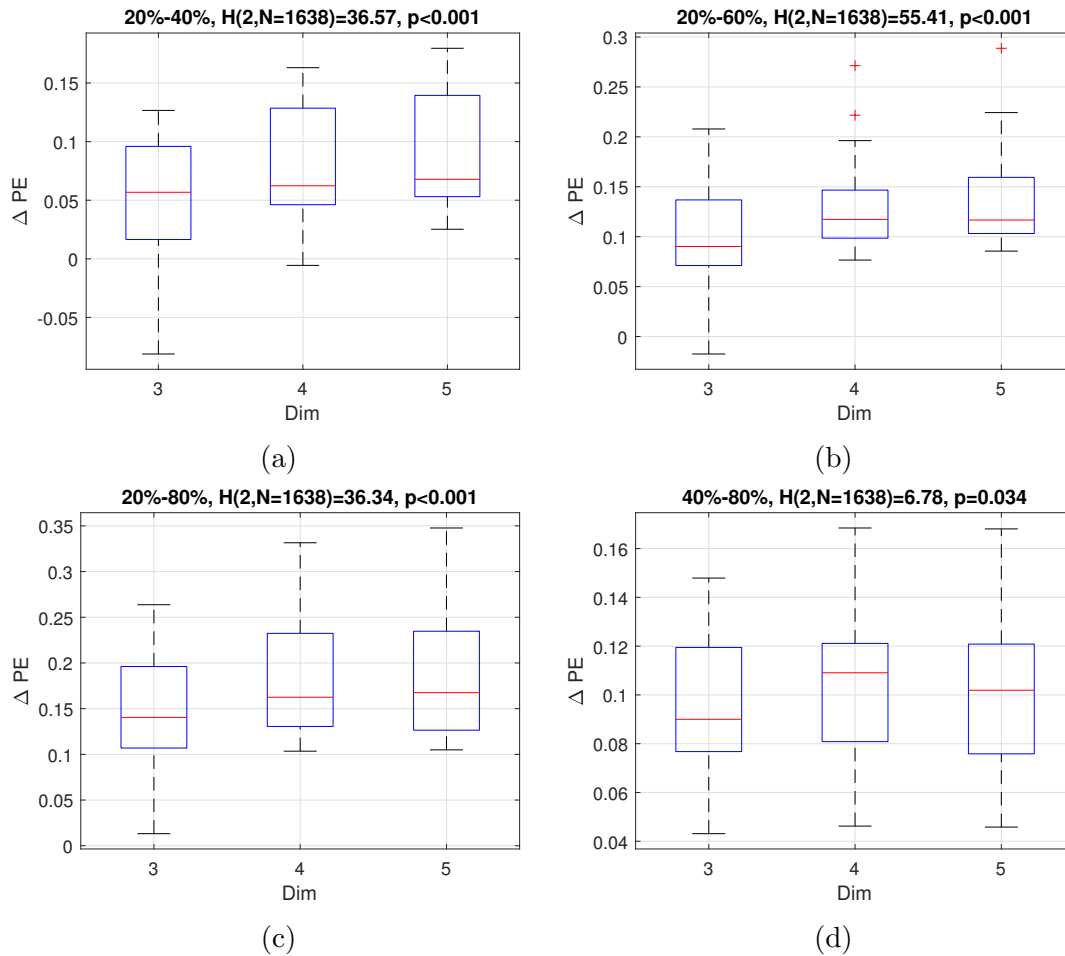 20%-40%, H(2,N=1638)=36.57, p<0.001
0.15
0.1
0.05
0
-0.05
Δ PE
3 4 5
Dim
(a)
20%-60%, H(2,N=1638)=55.41, p<0.001
0.3
0.25
0.2
0.15
0.1
0.05
0
Δ PE
3 4 5
Dim
(b)
20%-80%, H(2,N=1638)=36.34, p<0.001
0.35
0.3
0.25
0.2
0.15
0.1
0.05
0
Δ PE
3 4 5
Dim
(c)
40%-80%, H(2,N=1638)=6.78, p=0.034
0.16
0.14
0.12
0.1
0.08
0.06
0.04
Δ PE
3 4 5
Dim
(d)